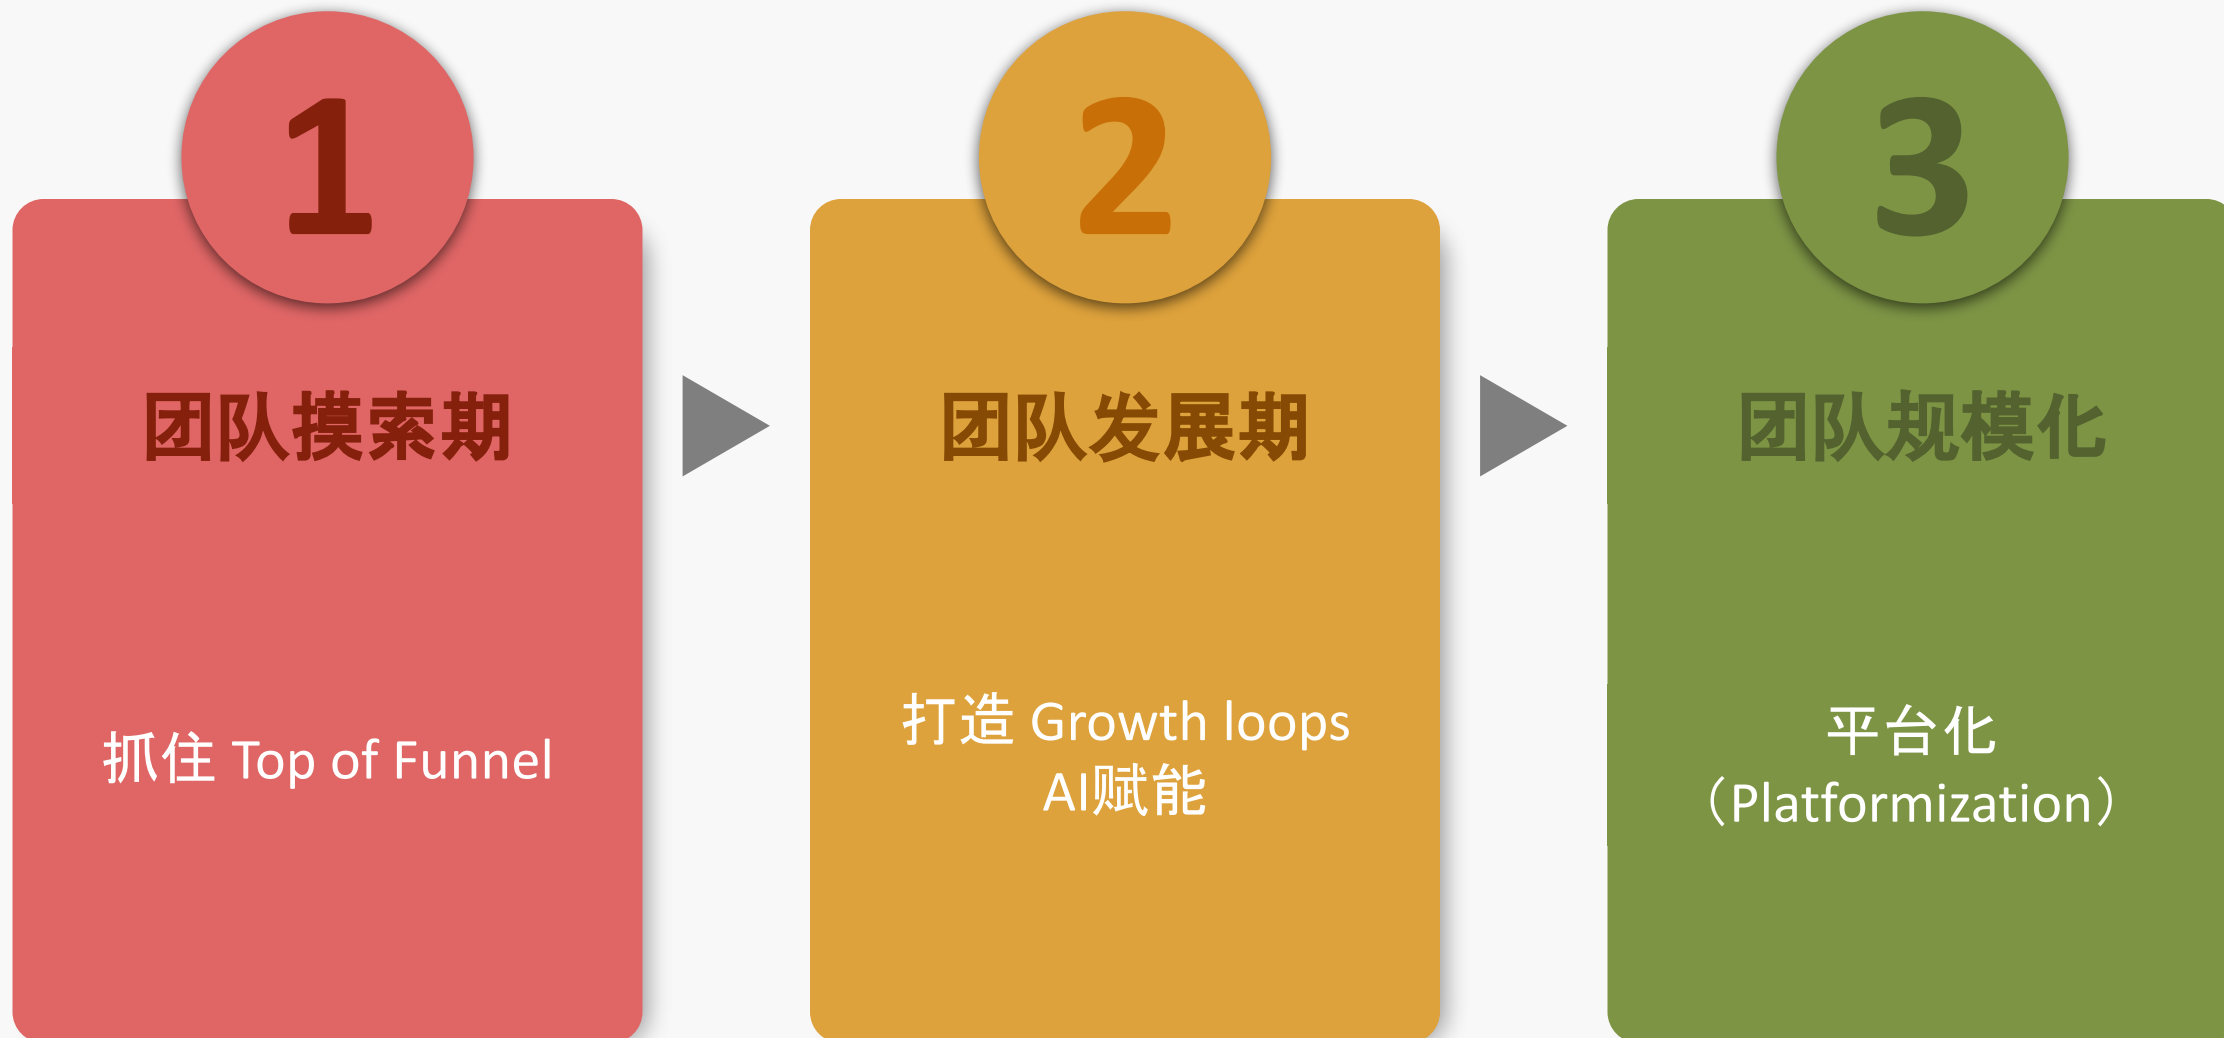 1
团队摸索期
抓住 Top of Funnel
2
团队发展期
打造 Growth loops
AI赋能
3
团队规模化
平台化
（Platformization）